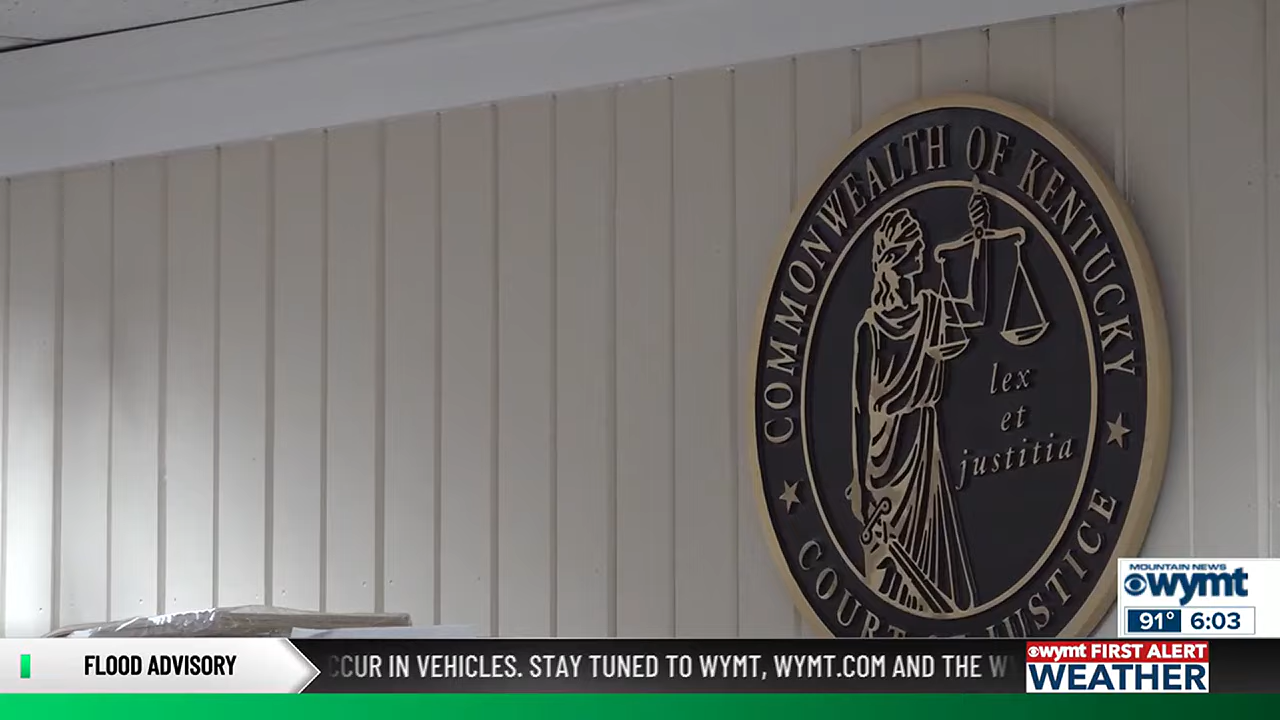 COMMONWEALTH OF KENTUCKY
lex
et
justitia
COURT OF JUSTICE
MOUNTAIN NEWS
wymt
91° 6:03
FLOOD ADVISORY
CCUR IN VEHICLES. STAY TUNED TO WYMT, WYMT.COM AND THE W
wymt FIRST ALERT
WEATHER